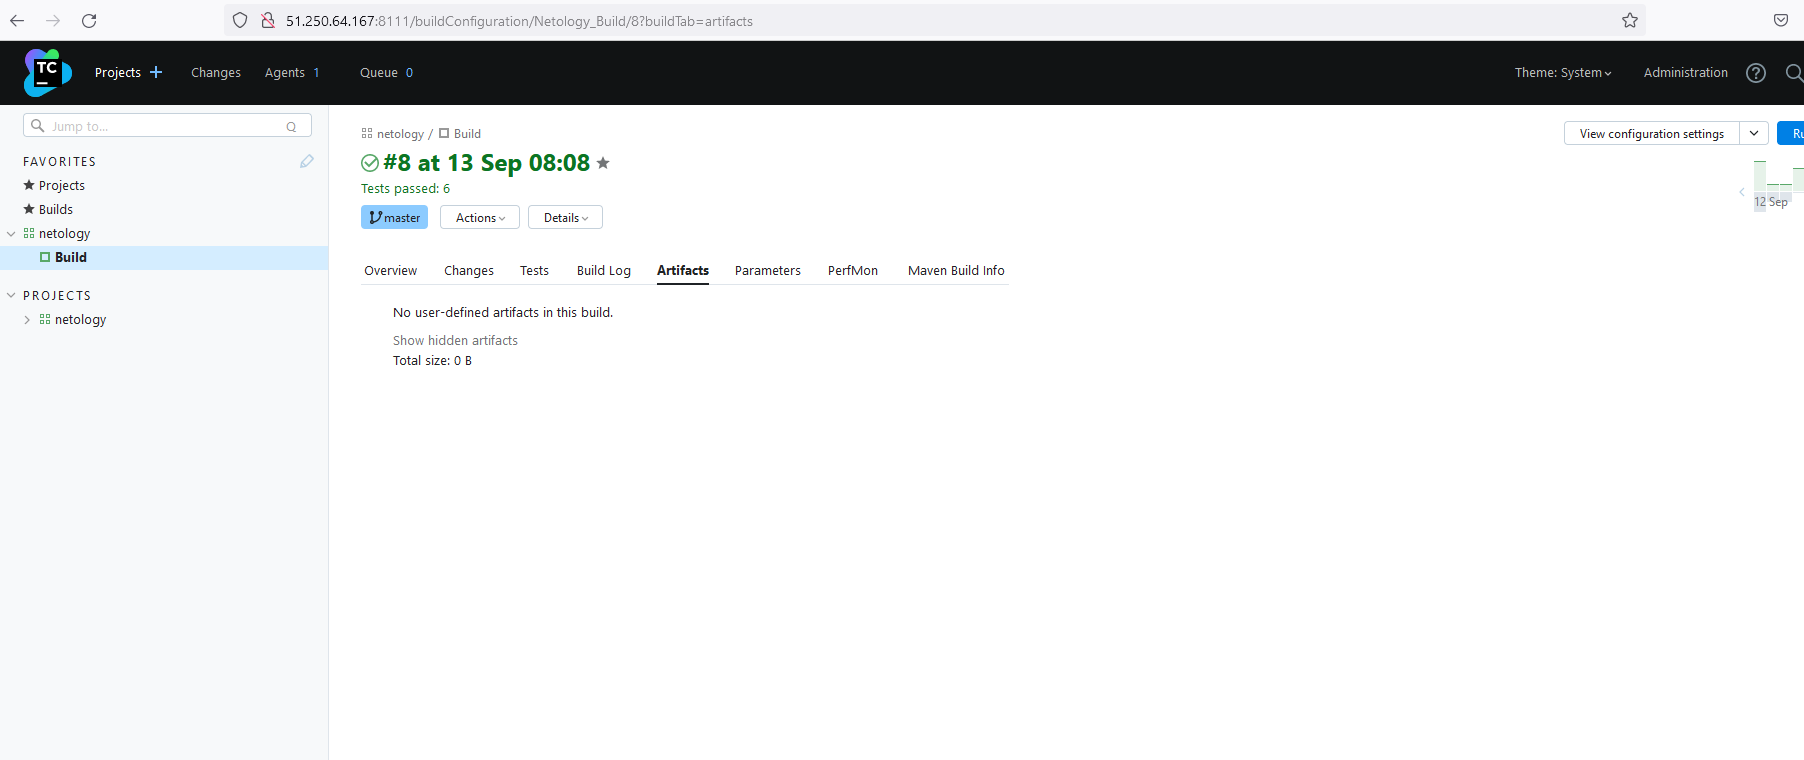 51.250.64.167:8111/buildConfiguration/Netology_Build/8?buildTab=artifacts
TC Projects Changes Agents 1 Queue 0 Theme: System Administration
Jump to... Q
FAVORITES
Projects
Builds
netology
Build
PROJECTS
netology
netology / Build
View configuration settings
#8 at 13 Sep 08:08
Tests passed: 6
12 Sep
master Actions Details
Overview Changes Tests Build Log Artifacts Parameters PerfMon Maven Build Info
No user-defined artifacts in this build.
Show hidden artifacts
Total size: 0 B